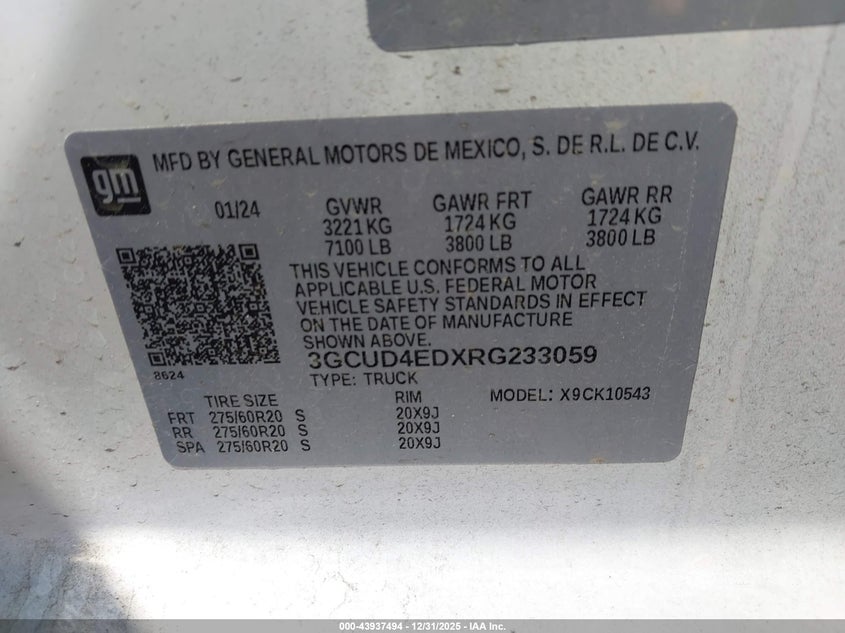 gm
MFD BY GENERAL MOTORS DE MEXICO, S. DE R.L. DE C.V.
01/24 GVWR GAWR FRT GAWR RR
3221 KG 1724 KG 1724 KG
7100 LB 3800 LB 3800 LB
THIS VEHICLE CONFORMS TO ALL
APPLICABLE U.S. FEDERAL MOTOR
VEHICLE SAFETY STANDARDS IN EFFECT
ON THE DATE OF MANUFACTURE
SHOWN ABOVE.
3GCUD4EDXRG233059
8624
TYPE: TRUCK
TIRE SIZE RIM MODEL: X9CK10543
FRT 275/60R20 S 20X9J
RR 275/60R20 S 20X9J
SPA 275/60R20 S 20X9J
000-43937494 - 12/31/2025 - IAA Inc.